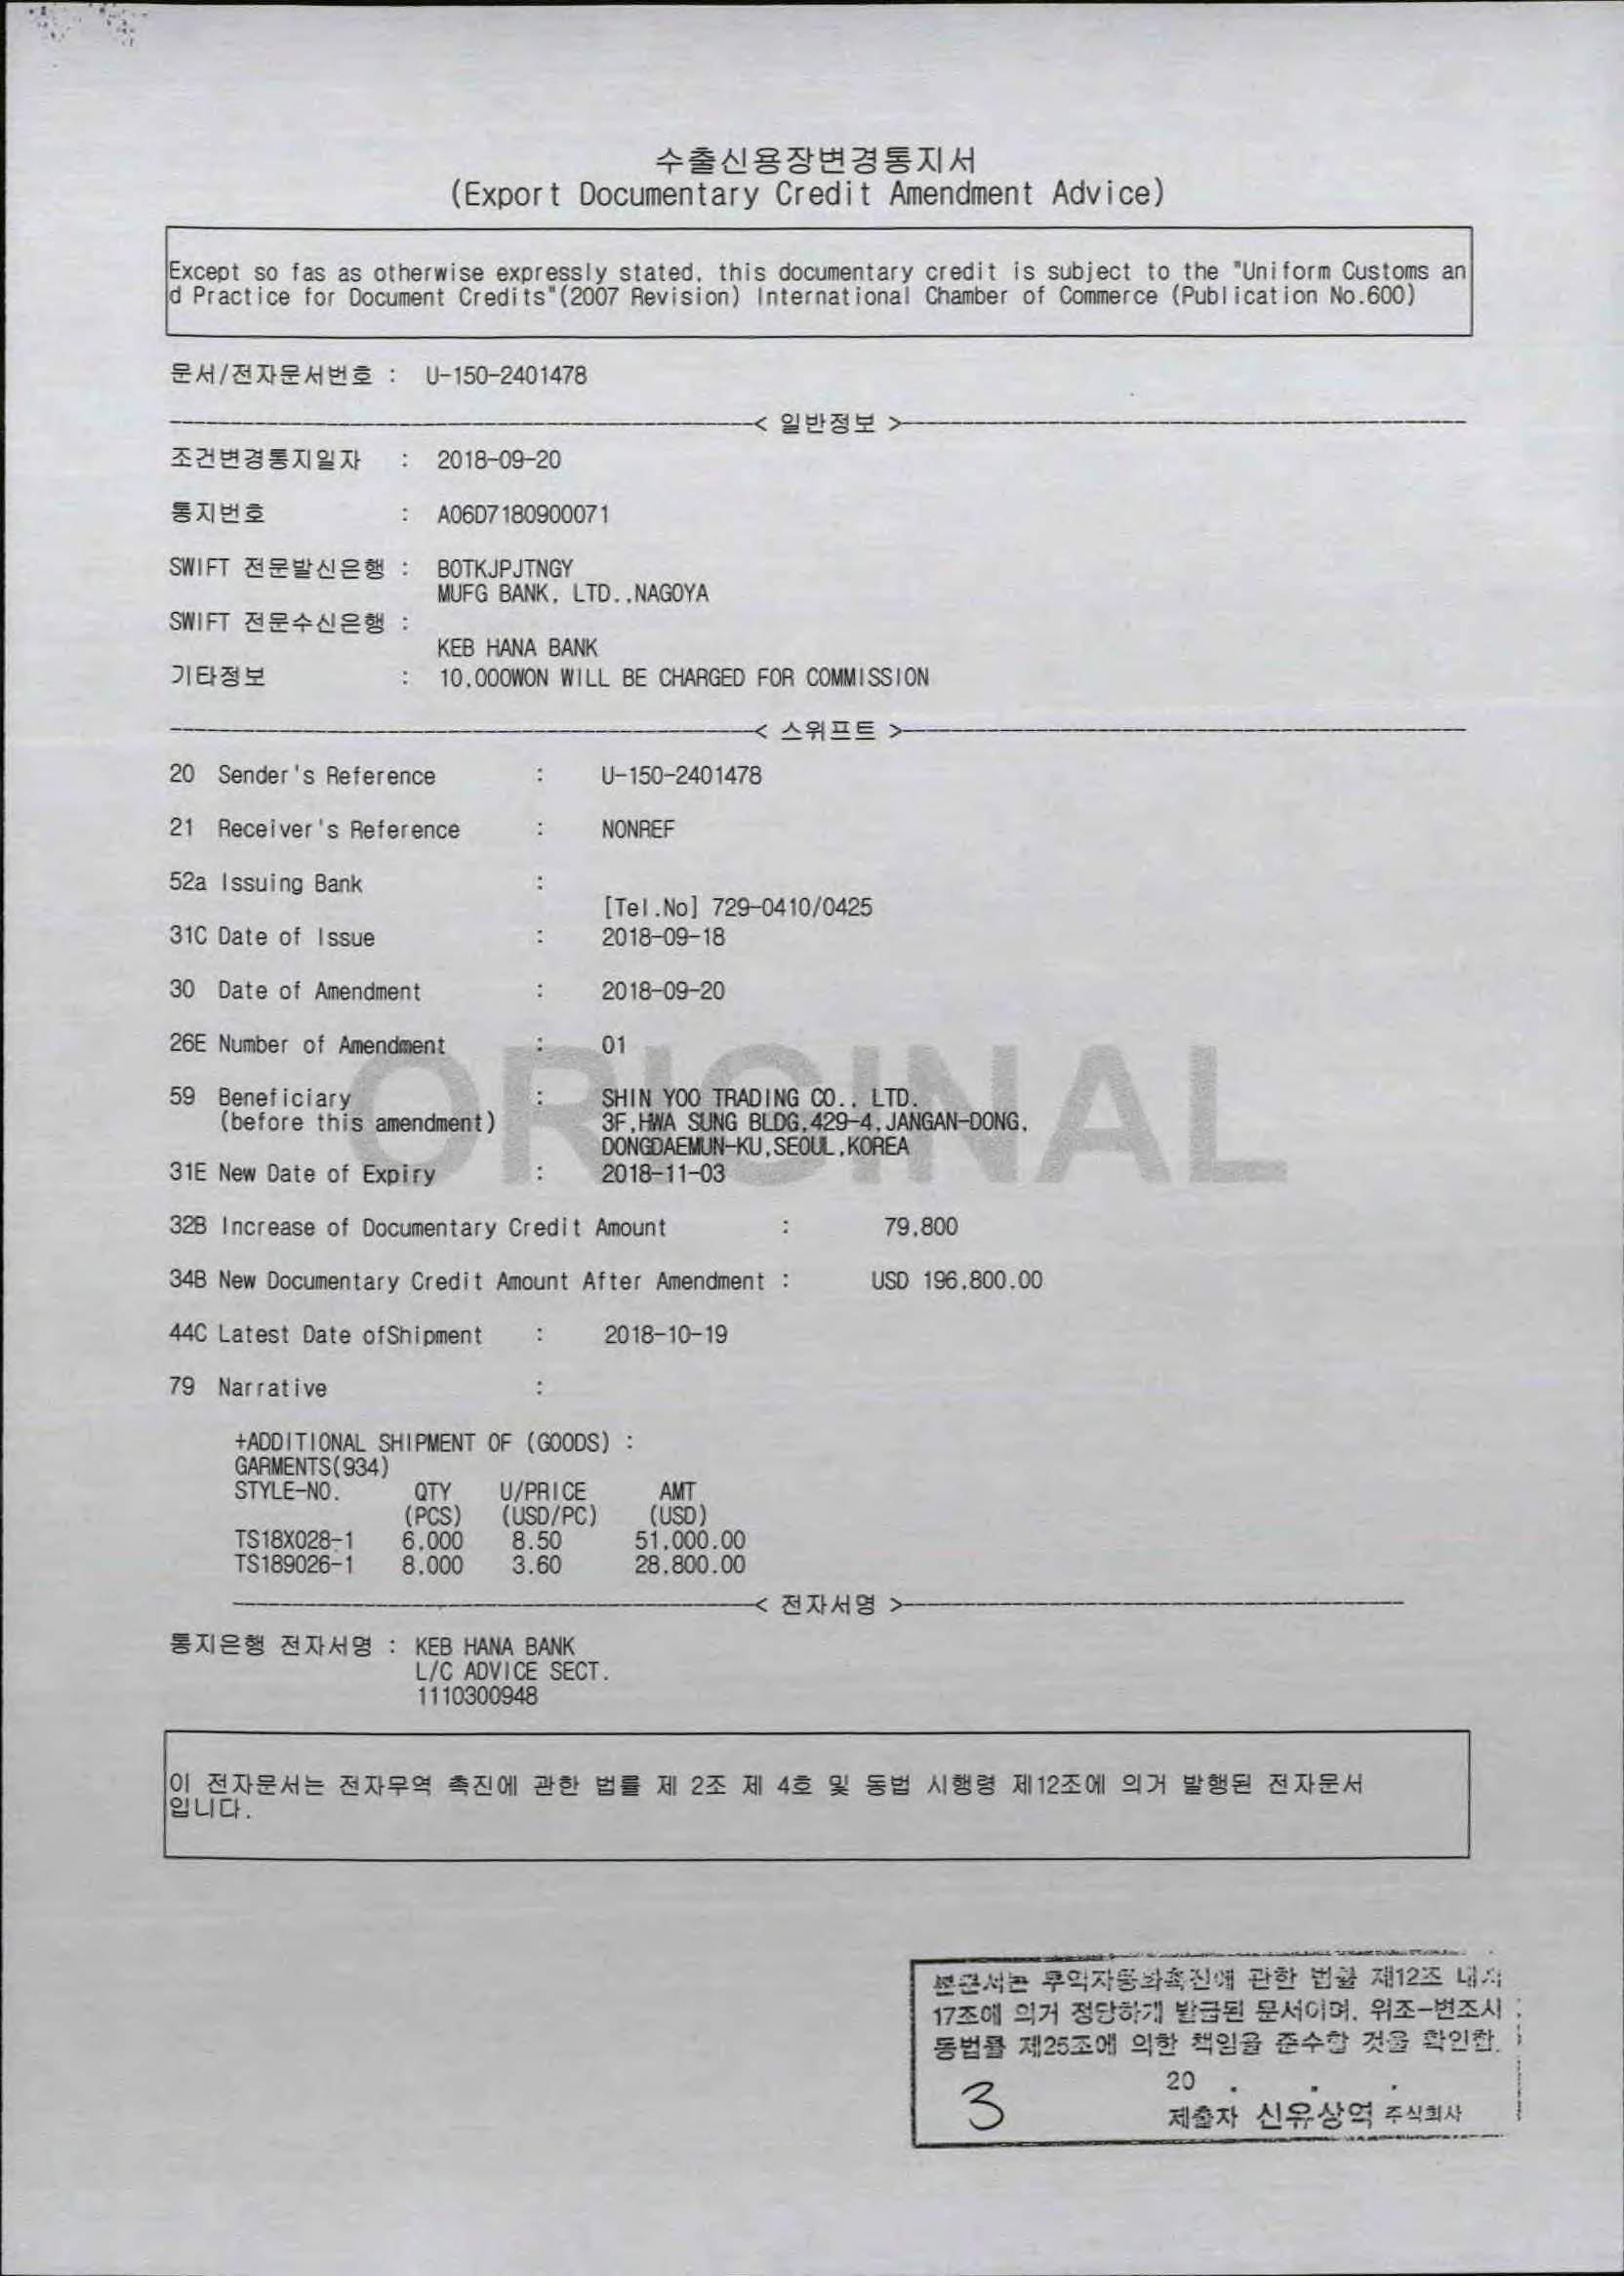 수출신용장변경통지서
(Export Documentary Credit Amendment Advice)
Except so fas as otherwise expressly stated, this documentary credit is subject to the "Uniform Customs an
d Practice for Document Credits"(2007 Revision) International Chamber of Commerce (Publication No.600)
문서/전자문서번호 : U-150-2401478
< 일반정보 >
조건변경통지일자 : 2018-09-20
통지번호 : A06D7180900071
SWIFT 전문발신은행 : BOTKJPJTNGY
MUFG BANK, LTD.,NAGOYA
SWIFT 전문수신은행 :
KEB HANA BANK
기타정보 : 10,000WON WILL BE CHARGED FOR COMMISSION
< 스위프트 >
20 Sender's Reference : U-150-2401478
21 Receiver's Reference : NONREF
52a Issuing Bank :
[Tel.No] 729-0410/0425
31C Date of Issue : 2018-09-18
30 Date of Amendment : 2018-09-20
26E Number of Amendment : 01
ORIGINAL
59 Beneficiary : SHIN YOO TRADING CO., LTD.
(before this amendment) 3F,HWA SUNG BLDG,429-4,JANGAN-DONG,
DONGDAEMUN-KU,SEOUL,KOREA
31E New Date of Expiry : 2018-11-03
32B Increase of Documentary Credit Amount : 79,800
34B New Documentary Credit Amount After Amendment : USD 196,800.00
44C Latest Date ofShipment : 2018-10-19
79 Narrative :
+ADDITIONAL SHIPMENT OF (GOODS) :
GARMENTS(934)
STYLE-NO. QTY U/PRICE AMT
(PCS) (USD/PC) (USD)
TS18X028-1 6,000 8.50 51,000.00
TS189026-1 8,000 3.60 28,800.00
< 전자서명 >
통지은행 전자서명 : KEB HANA BANK
L/C ADVICE SECT.
1110300948
이 전자문서는 전자무역 촉진에 관한 법률 제 2조 제 4호 및 동법 시행령 제12조에 의거 발행된 전자문서
입니다.
본문서는 무역자동화촉진에 관한 법률 제12조 내지
17조에 의거 정당하게 발급된 문서이며, 위조-변조시
동법률 제25조에 의한 책임을 준수할 것을 확인함.
20 . . .
3 제출자 신유상역 주식회사